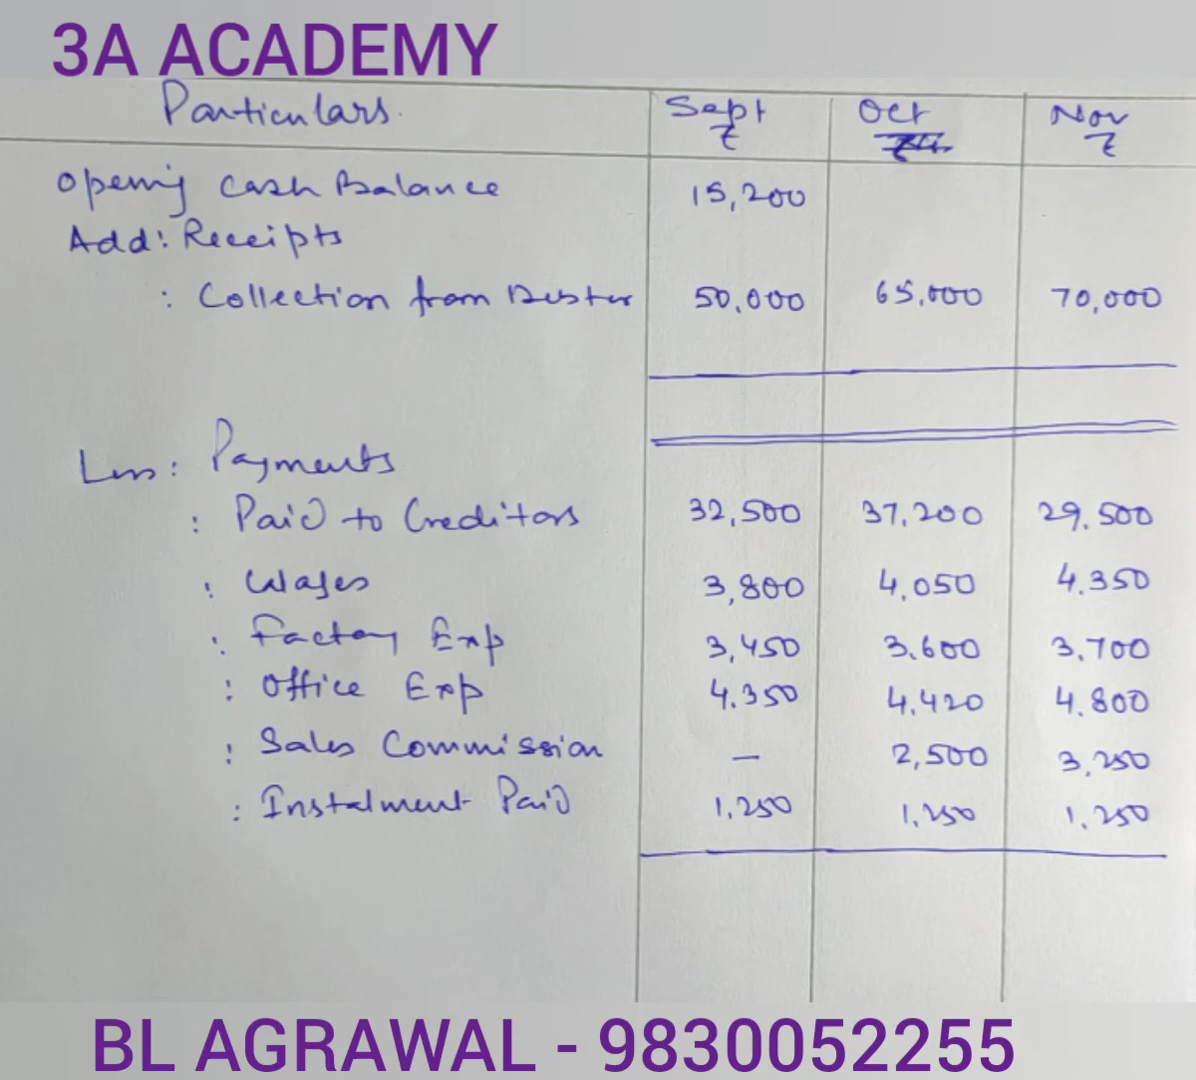 3A ACADEMY
Particulars. Sept Oct Nov
₹ ₹
Opening Cash Balance 15,200
Add: Receipts
: Collection from Debtor 50,000 65,000 70,000
Less: Payments
: Paid to Creditors 32,500 37,200 29,500
: Wages 3,800 4,050 4,350
: Factory Exp 3,450 3,600 3,700
: Office Exp 4,350 4,420 4,800
: Sales Commission — 2,500 3,250
: Instalment Paid 1,250 1,250 1,250
BL AGRAWAL - 9830052255